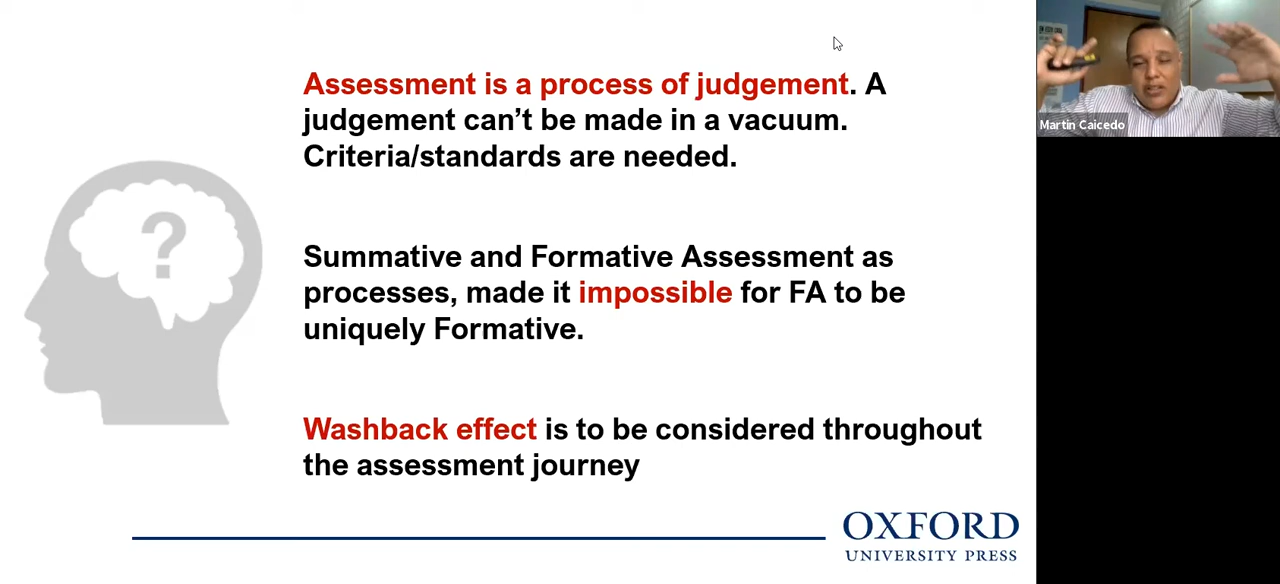 Assessment is a process of judgement. A
judgement can’t be made in a vacuum.
Criteria/standards are needed.
Summative and Formative Assessment as
processes, made it impossible for FA to be
uniquely Formative.
Washback effect is to be considered throughout
the assessment journey
OXFORD
UNIVERSITY PRESS
?
Martin Caicedo